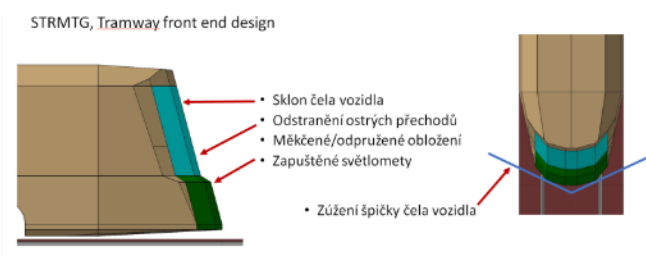 STRMTG, Tramway front end design
• Sklon čela vozidla
• Odstranění ostrých přechodů
• Měkčené/odpružené obložení
• Zapuštěné světlomety
• Zúžení špičky čela vozidla